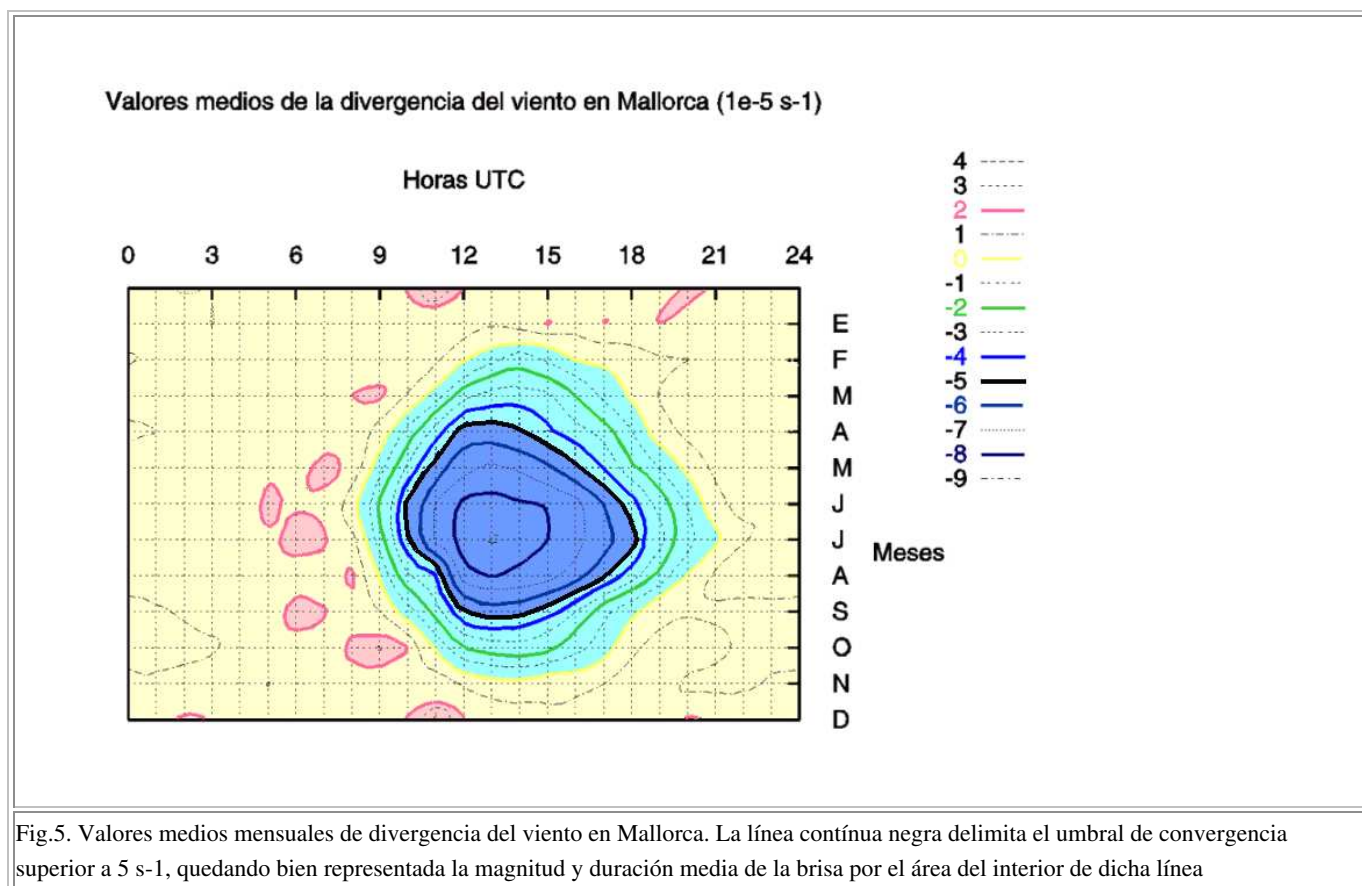 Valores medios de la divergencia del viento en Mallorca (1e-5 s-1)
Horas UTC
0 3 6 9 12 15 18 21 24
4
3
2
1
0
-1
-2
-3
-4
-5
-6
-7
-8
-9
E
F
M
A
M
J
J
A
S
O
N
D
Meses
Fig.5. Valores medios mensuales de divergencia del viento en Mallorca. La línea contínua negra delimita el umbral de convergencia
superior a 5 s-1, quedando bien representada la magnitud y duración media de la brisa por el área del interior de dicha línea